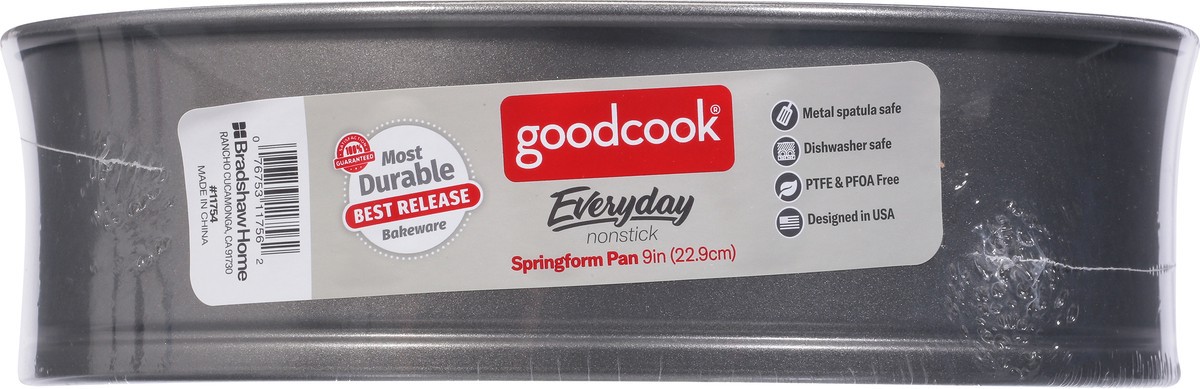 BradshawHome
RANCHO CUCAMONGA, CA 91730
#11754
MADE IN CHINA
0 76753 11756 2
SATISFACTION
100%
GUARANTEED
Most
Durable
BEST RELEASE
Bakeware
goodcook®
Everyday
nonstick
Springform Pan 9in (22.9cm)
Metal spatula safe
Dishwasher safe
PTFE & PFOA Free
Designed in USA